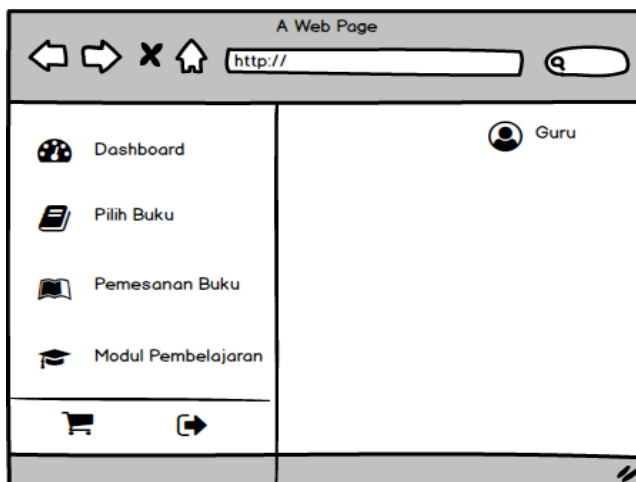 A Web Page
http://
Guru
Dashboard
Pilih Buku
Pemesanan Buku
Modul Pembelajaran